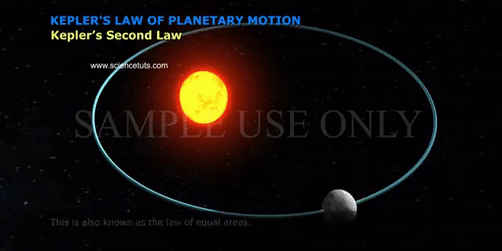 KEPLER'S LAW OF PLANETARY MOTION
Kepler's Second Law
www.sciencetuts.com
SAMPLE USE ONLY
This is also known as the law of equal areas.